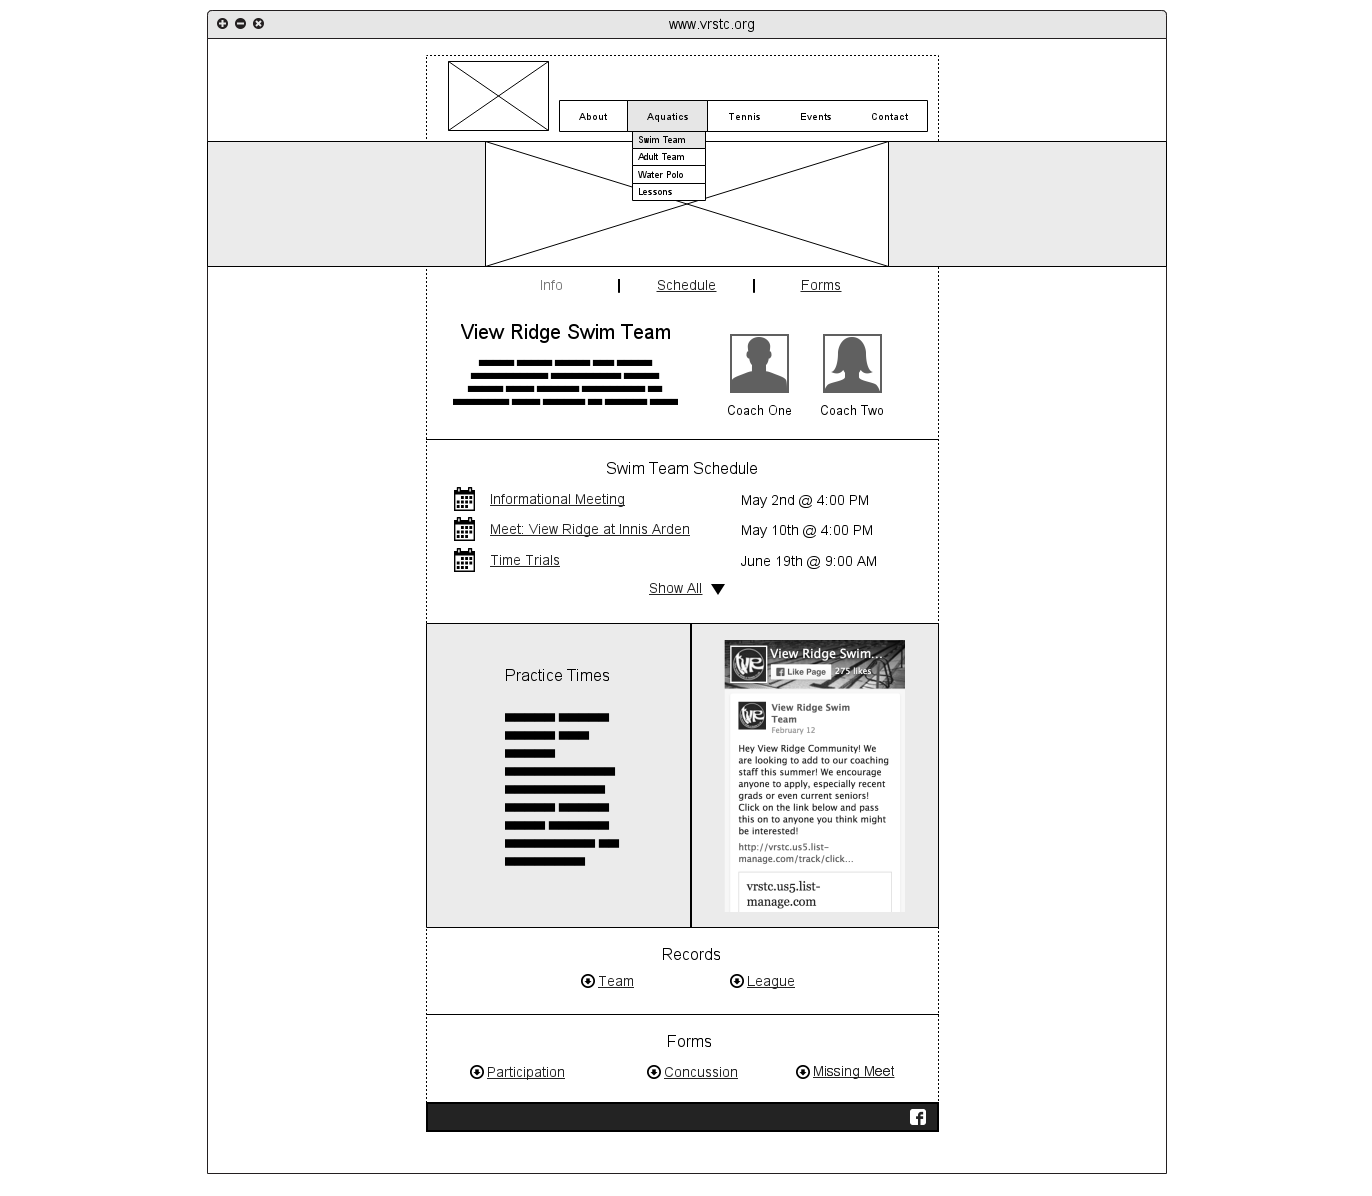 www.vrstc.org
About
Aquatics
Tennis
Events
Contact
Swim Team
Adult Team
Water Polo
Lessons
Info
Schedule
Forms
View Ridge Swim Team
Coach One
Coach Two
Swim Team Schedule
Informational Meeting
May 2nd @ 4:00 PM
Meet: View Ridge at Innis Arden
May 10th @ 4:00 PM
Time Trials
June 19th @ 9:00 AM
Show All
Practice Times
View Ridge Swim...
Like Page
275 likes
View Ridge Swim
Team
February 12
Hey View Ridge Community! We
are looking to add to our coaching
staff this summer! We encourage
anyone to apply, especially recent
grads or even current seniors!
Click on the link below and pass
this on to anyone you think might
be interested!
http://vrstc.us5.list-
manage.com/track/click...
vrstc.us5.list-
manage.com
Records
Team
League
Forms
Participation
Concussion
Missing Meet